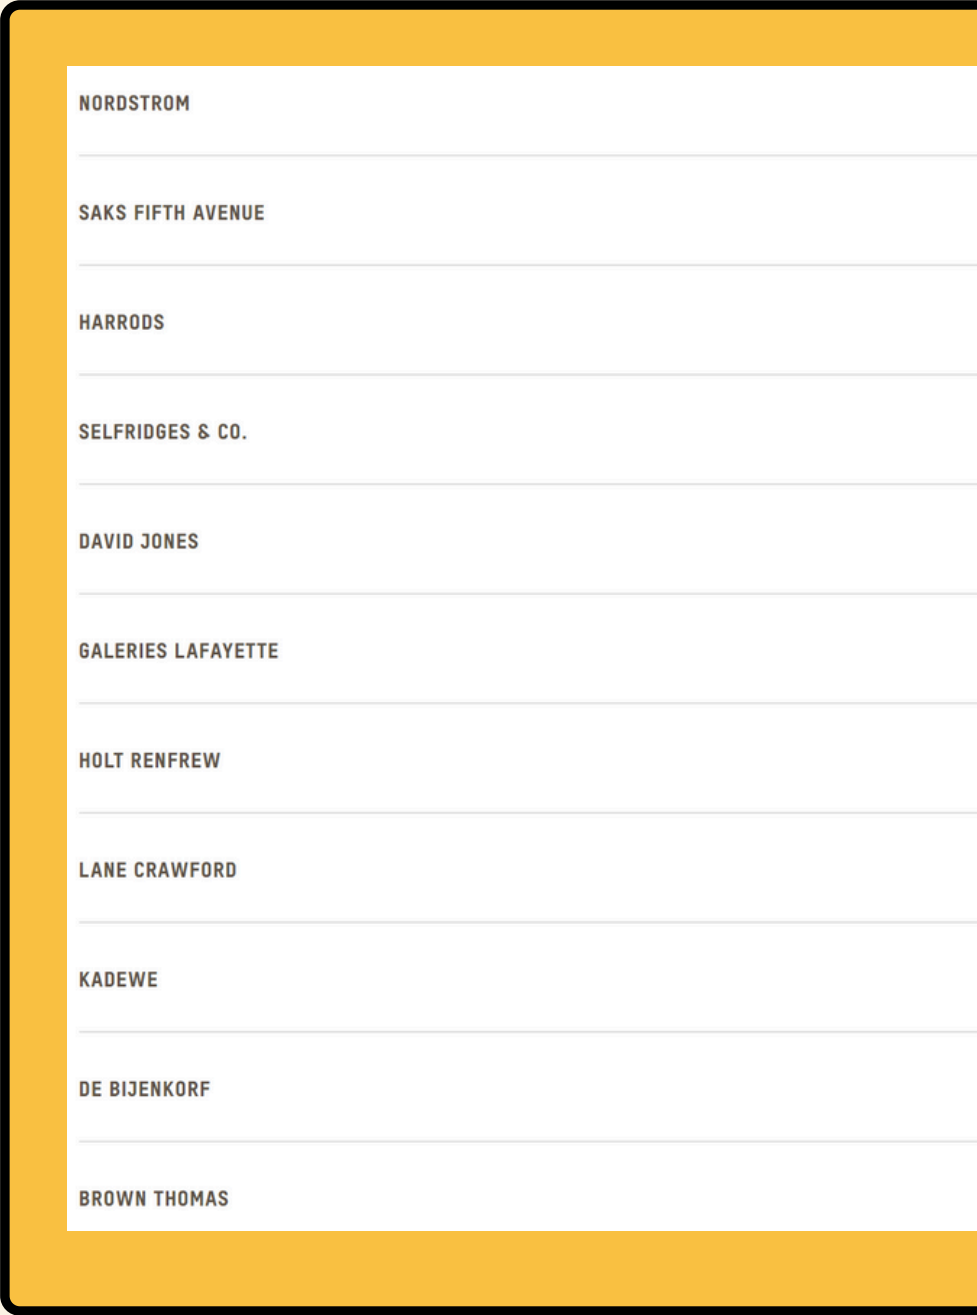 NORDSTROM
SAKS FIFTH AVENUE
HARRODS
SELFRIDGES & CO.
DAVID JONES
GALERIES LAFAYETTE
HOLT RENFREW
LANE CRAWFORD
KADEWE
DE BIJENKORF
BROWN THOMAS